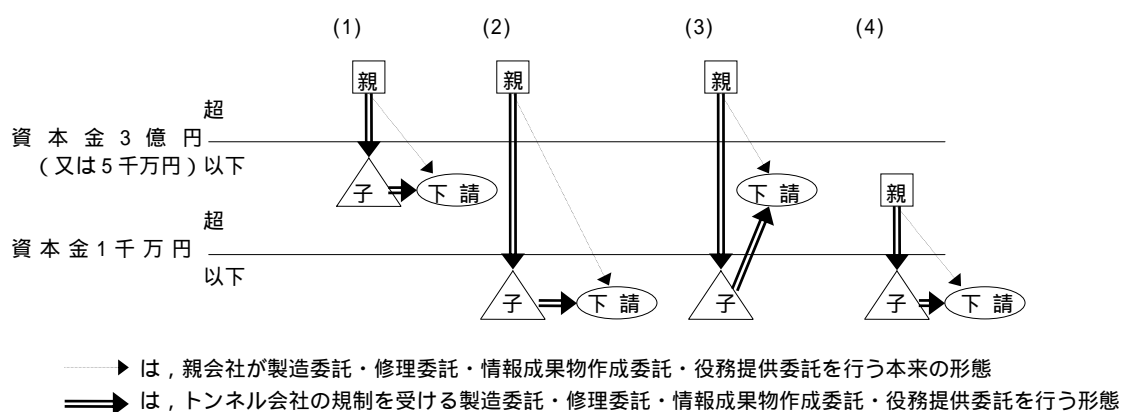 (1) (2) (3) (4)
親 親 親
超
資本金3億円
(又は5千万円)以下
子 下請 下請 親
超
資本金1千万円
以下
子 下請 子 子 下請
は,親会社が製造委託・修理委託・情報成果物作成委託・役務提供委託を行う本来の形態
は,トンネル会社の規制を受ける製造委託・修理委託・情報成果物作成委託・役務提供委託を行う形態